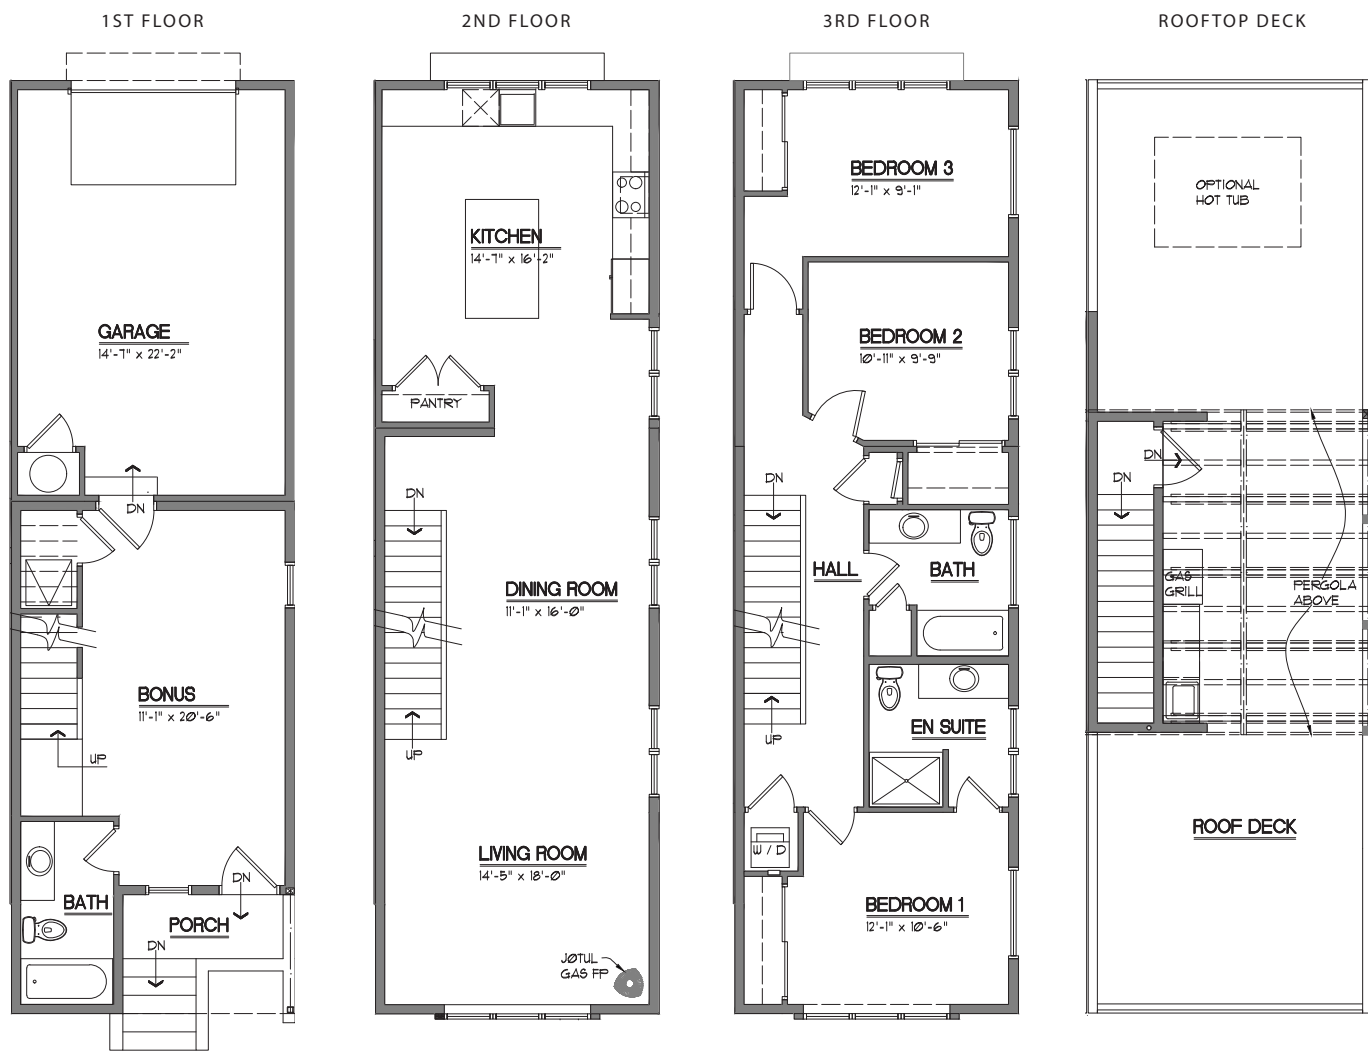 1ST FLOOR
GARAGE
14'-7" x 22'-2"
DN
BONUS
11'-1" x 20'-6"
UP
BATH
DN
PORCH
DN
2ND FLOOR
KITCHEN
14'-7" x 16'-2"
PANTRY
DN
DINING ROOM
11'-1" x 16'-0"
UP
LIVING ROOM
14'-5" x 18'-0"
JØTUL
GAS FP
3RD FLOOR
BEDROOM 3
12'-1" x 9'-1"
BEDROOM 2
10'-11" x 9'-9"
DN
HALL
BATH
EN SUITE
UP
W / D
BEDROOM 1
12'-1" x 10'-6"
ROOFTOP DECK
OPTIONAL
HOT TUB
DN
DN
GAS
GRILL
PERGOLA
ABOVE
ROOF DECK